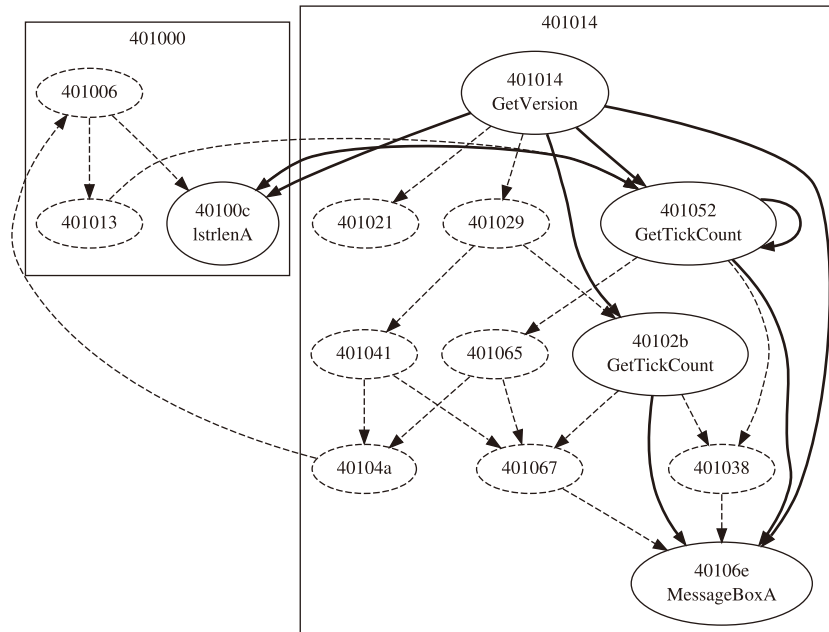 401000
401014
401006
401014
GetVersion
401013
40100c
lstrlenA
401021
401029
401052
GetTickCount
401041
401065
40102b
GetTickCount
40104a
401067
401038
40106e
MessageBoxA